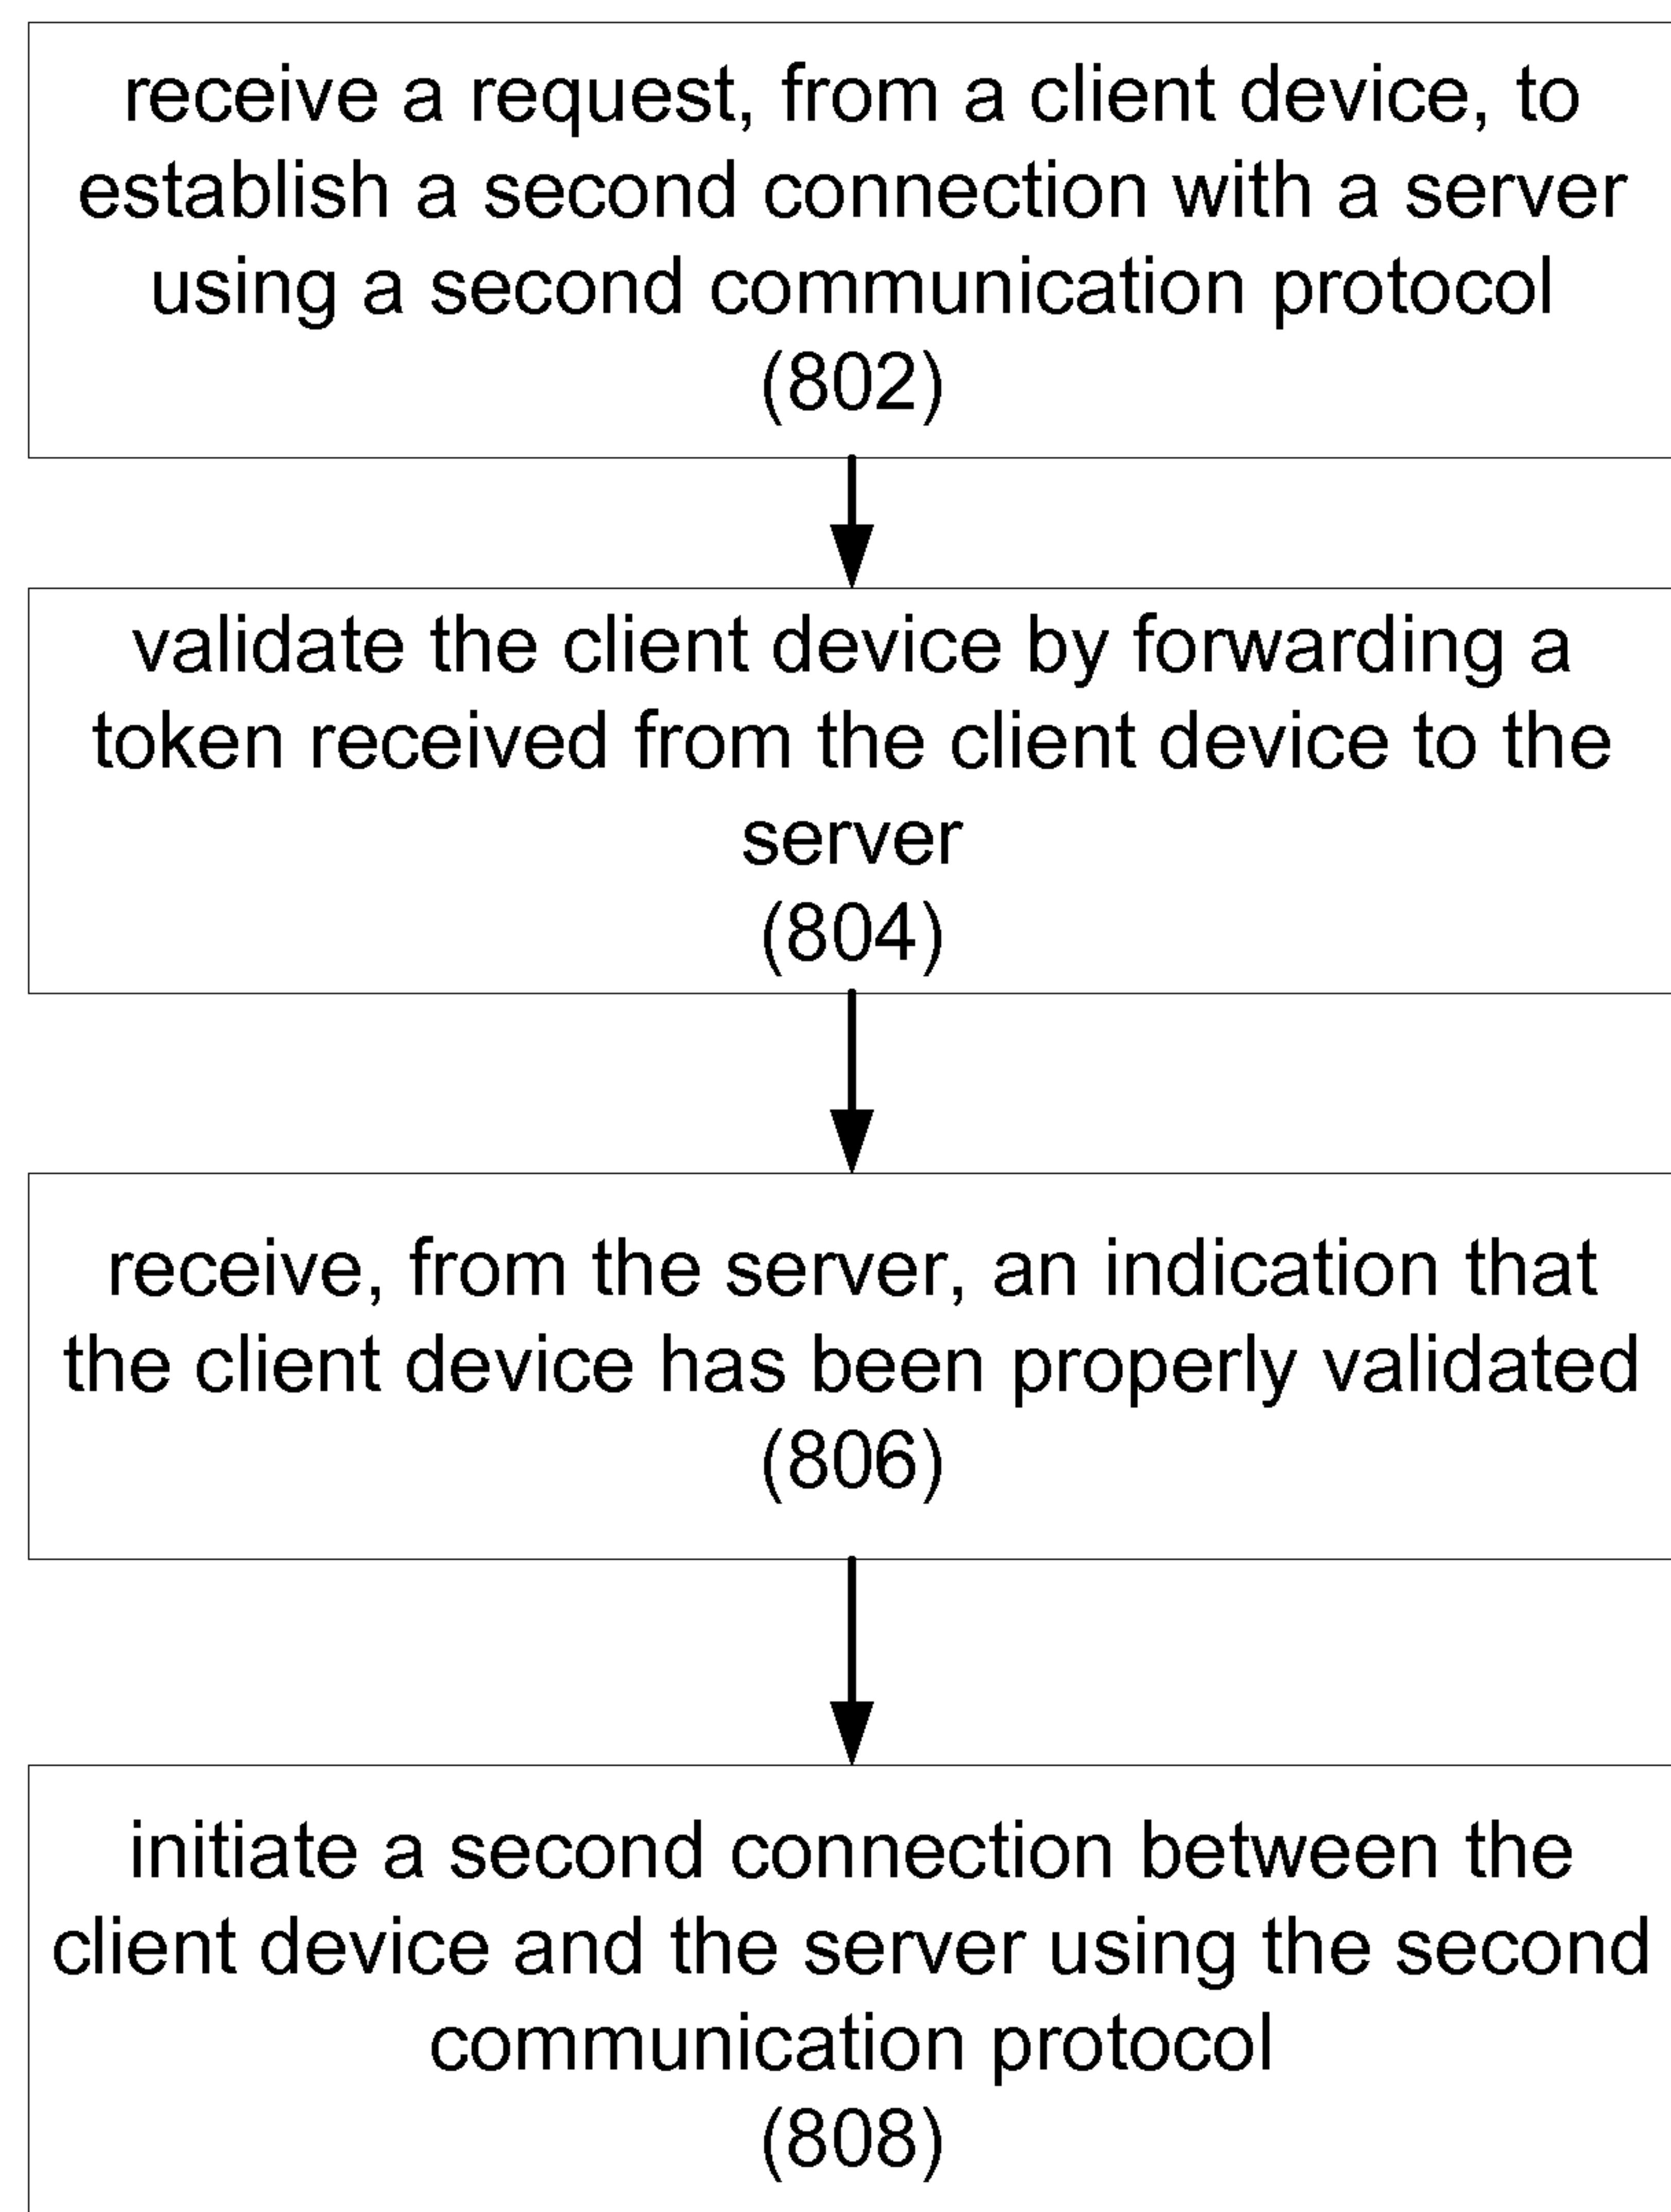 receive a request, from a client device, to
establish a second connection with a server
using a second communication protocol
(802)
validate the client device by forwarding a
token received from the client device to the
server
(804)
receive, from the server, an indication that
the client device has been properly validated
(806)
initiate a second connection between the
client device and the server using the second
communication protocol
(808)